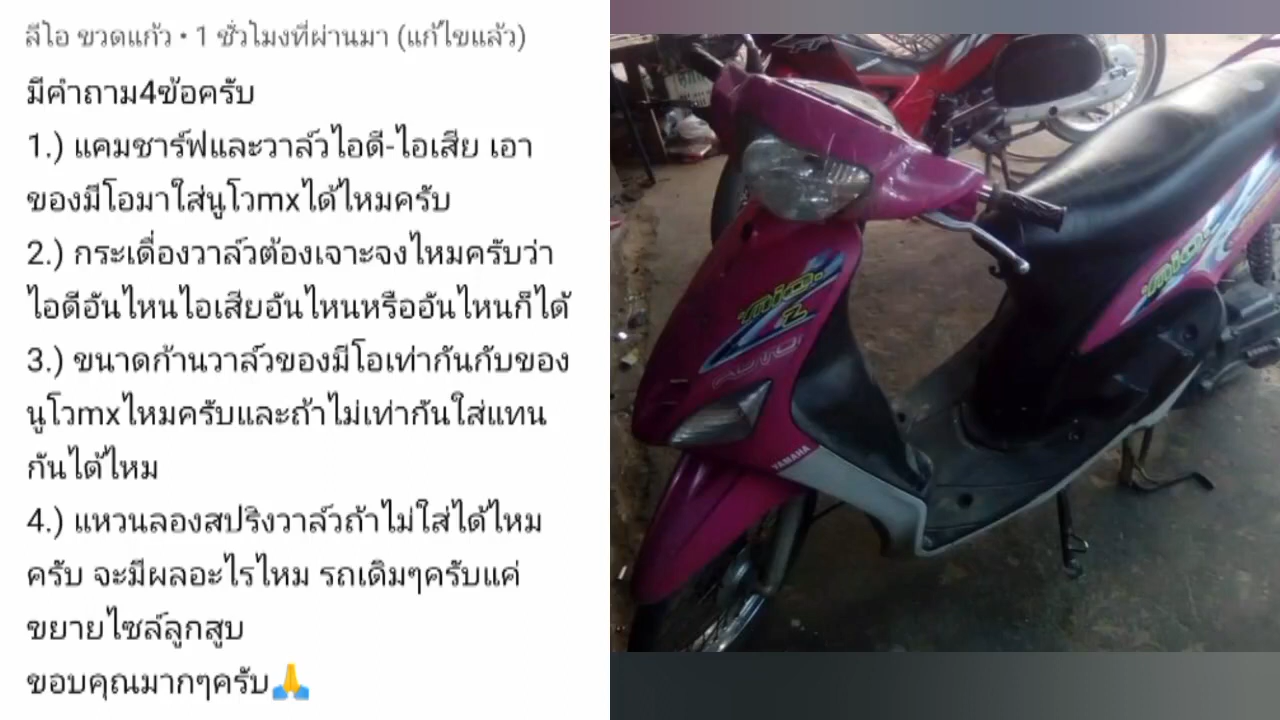 ลีโอ ขวดแก้ว • 1 ชั่วโมงที่ผ่านมา (แก้ไขแล้ว)
มีคำถาม4ข้อครับ
1.) แคมชาร์ฟและวาล์วไอดี-ไอเสีย เอา
ของมีโอมาใส่นูโวmxได้ไหมครับ
2.) กระเดื่องวาล์วต้องเจาะจงไหมครับว่า
ไอดีอันไหนไอเสียอันไหนหรืออันไหนก็ได้
3.) ขนาดก้านวาล์วของมีโอเท่ากันกับของ
นูโวmxไหมครับและถ้าไม่เท่ากันใส่แทน
กันได้ไหม
4.) แหวนลองสปริงวาล์วถ้าไม่ใส่ได้ไหม
ครับ จะมีผลอะไรไหม รถเดิมๆครับแค่
ขยายไซล์ลูกสูบ
ขอบคุณมากๆครับ🙏
mio
Z
AUTO
YAMAHA
mio